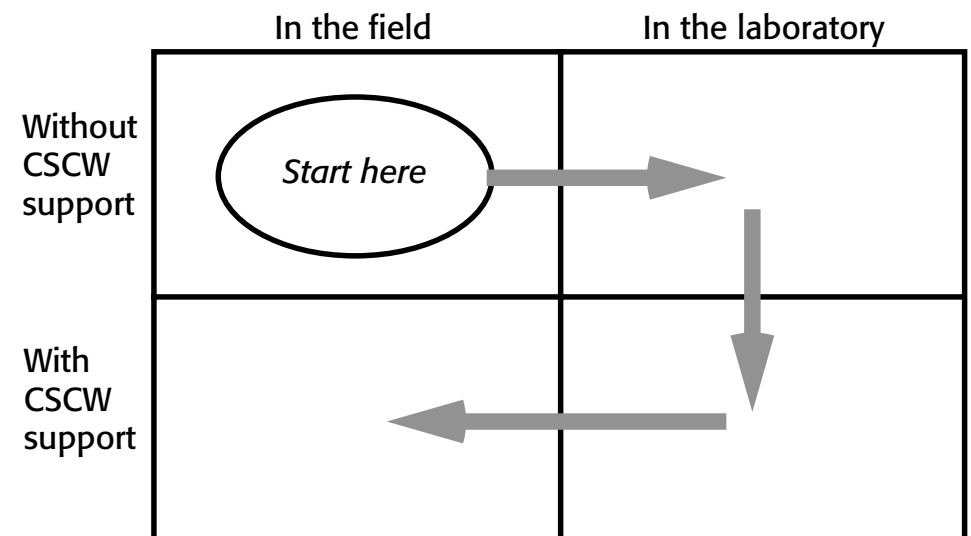 In the field
In the laboratory
Without
CSCW
support
Start here
With
CSCW
support